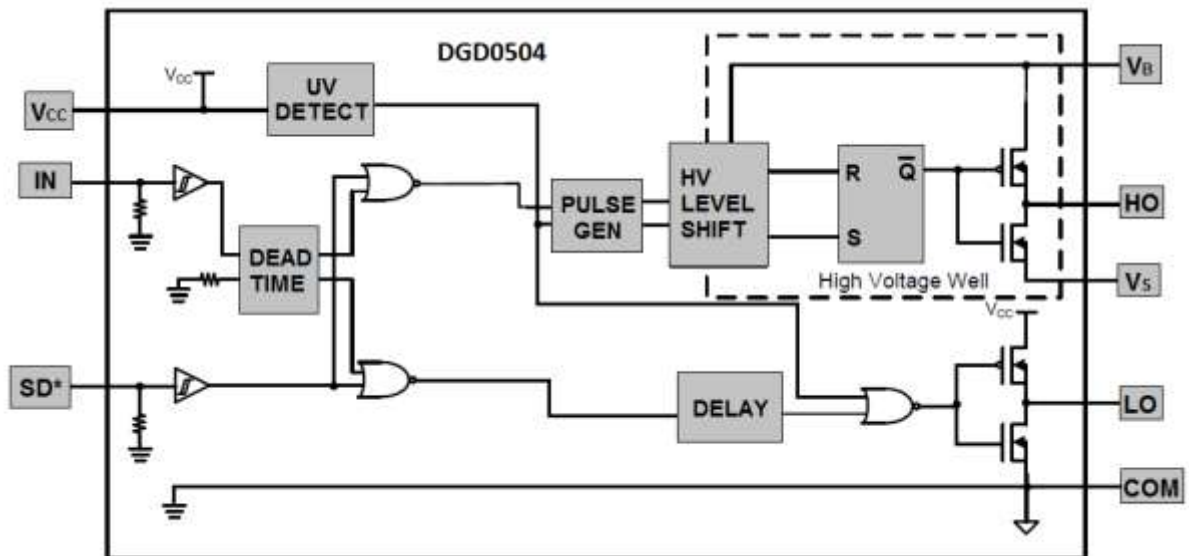 DGD0504
VCC
UV
DETECT
VCC
VB
IN
HV
LEVEL
SHIFT
R
Q
S
PULSE
GEN
HO
DEAD
TIME
High Voltage Well
VS
VCC
SD*
DELAY
LO
COM